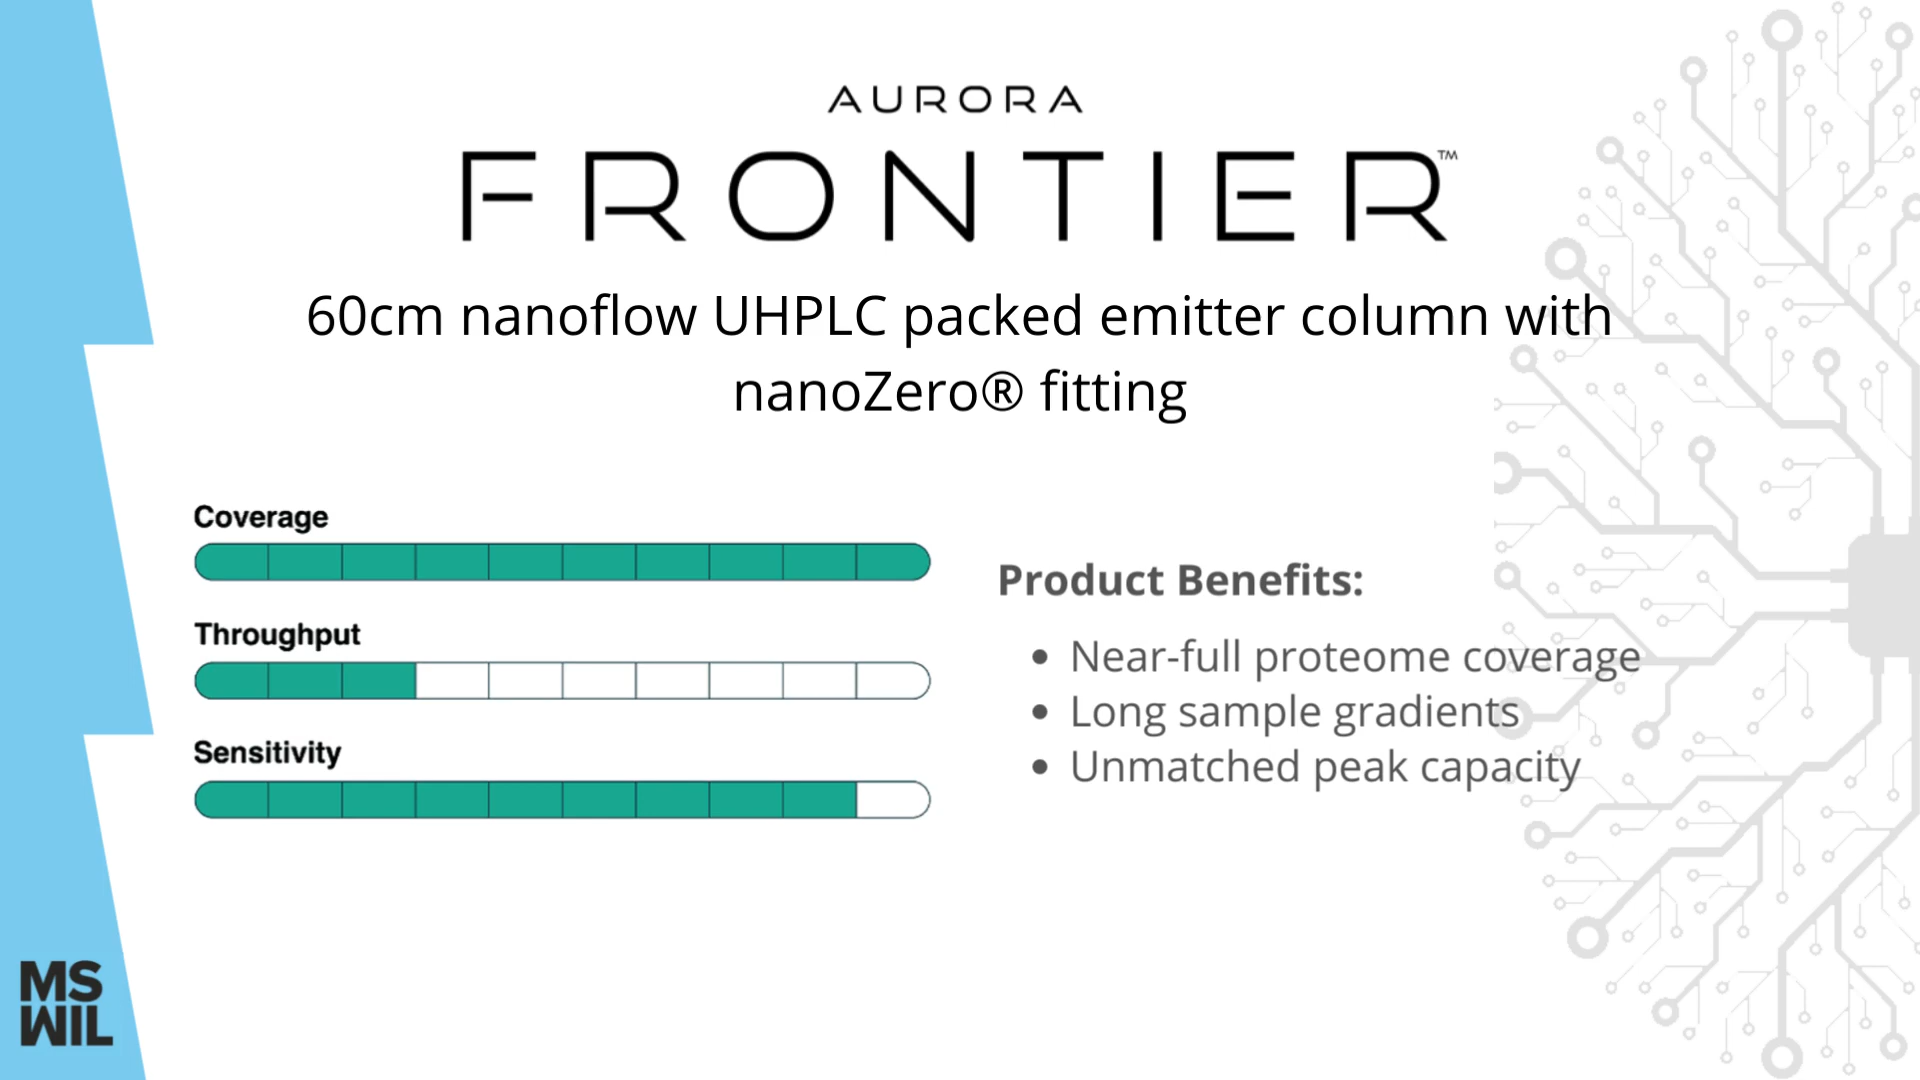 AURORA
FRONTIER™
60cm nanoflow UHPLC packed emitter column with
nanoZero® fitting
Coverage
Throughput
Sensitivity
Product Benefits:
• Near-full proteome coverage
• Long sample gradients
• Unmatched peak capacity
MS
WIL